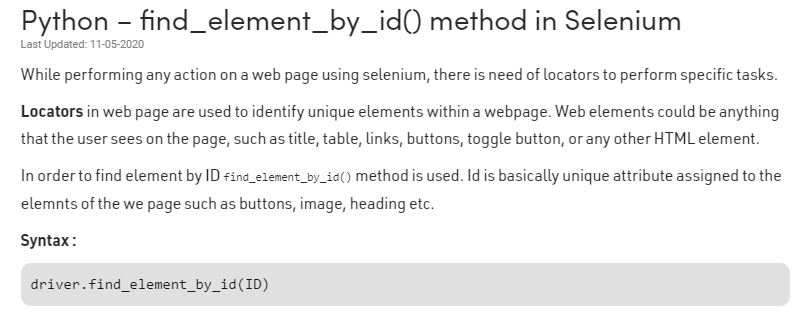 Python – find_element_by_id() method in Selenium
Last Updated: 11-05-2020
While performing any action on a web page using selenium, there is need of locators to perform specific tasks.
Locators in web page are used to identify unique elements within a webpage. Web elements could be anything
that the user sees on the page, such as title, table, links, buttons, toggle button, or any other HTML element.
In order to find element by ID find_element_by_id() method is used. Id is basically unique attribute assigned to the
elemnts of the we page such as buttons, image, heading etc.
Syntax :
driver.find_element_by_id(ID)